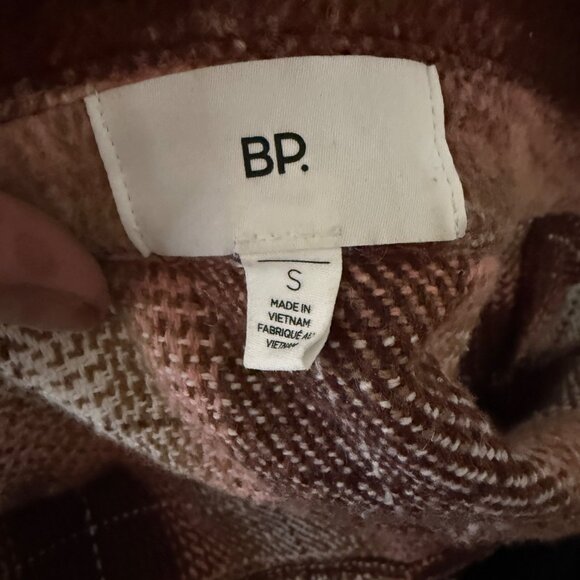 BP.
S
MADE IN
VIETNAM
FABRIQUÉ AU
VIETNAM